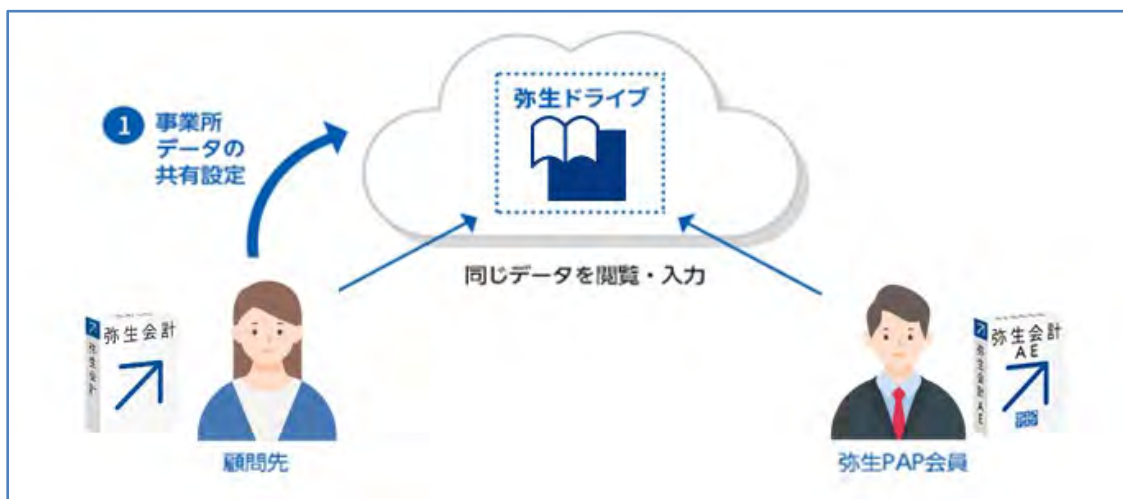 弥生ドライブ
1 事業所
データの
共有設定
同じデータを閲覧・入力
弥生会計
弥生会計
顧問先
弥生会計
AE
弥生会計AE
弥生PAP会員